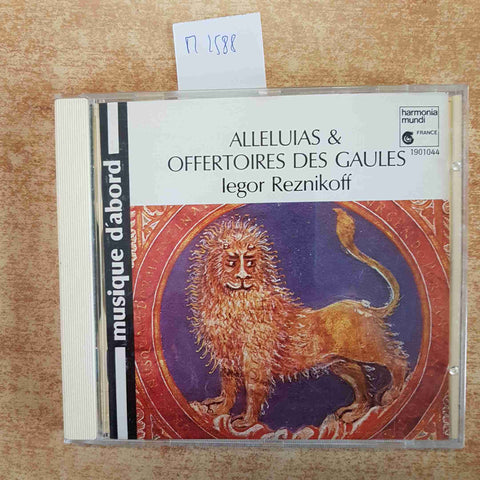 П 2588
harmonia
mundi
FRANCE
1901044
ALLELUIAS &
OFFERTOIRES DES GAULES
Iegor Reznikoff
musique d'abord